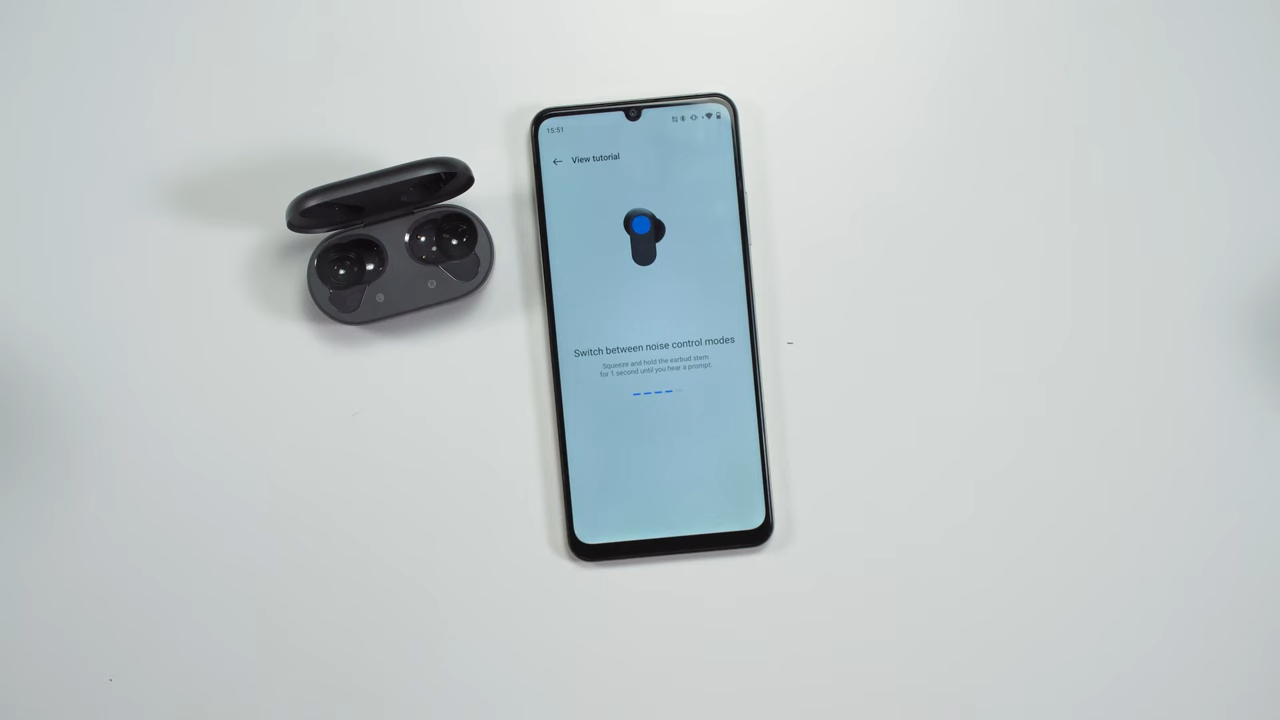 15:51
View tutorial
Switch between noise control modes
Squeeze and hold the earbud stem
for 1 second until you hear a prompt.